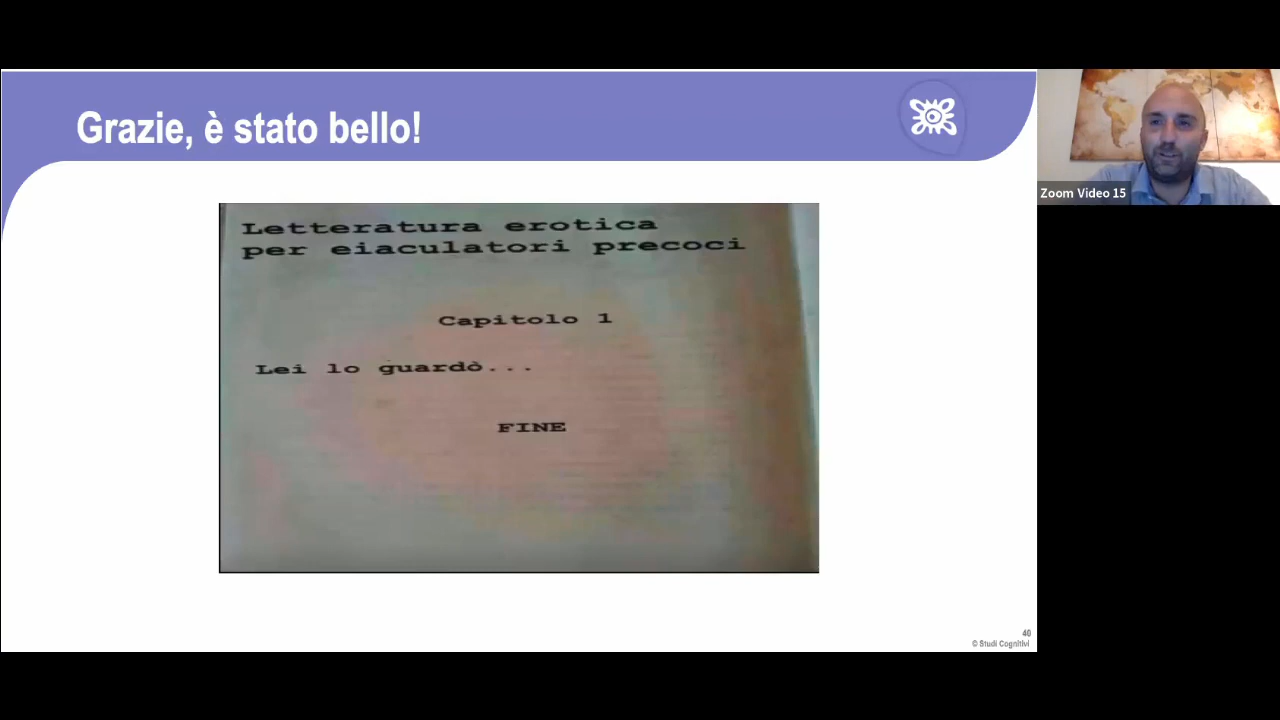 Grazie, è stato bello!
Letteratura erotica
per eiaculatori precoci
Capitolo 1
Lei lo guardò...
FINE
Zoom Video 15
40
© Studi Cognitivi